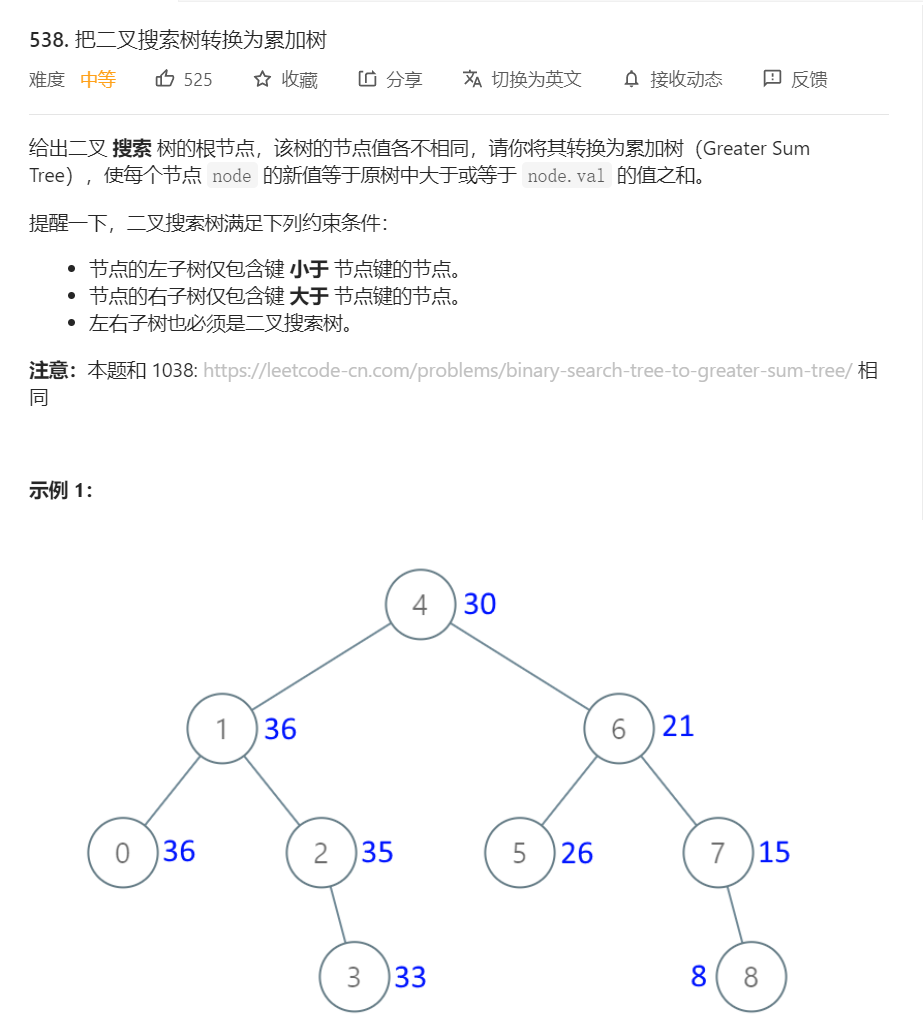 538. 把二叉搜索树转换为累加树
难度 中等 525 收藏 分享 切换为英文 接收动态 反馈
给出二叉 搜索 树的根节点，该树的节点值各不相同，请你将其转换为累加树（Greater Sum
Tree），使每个节点 node 的新值等于原树中大于或等于 node.val 的值之和。
提醒一下，二叉搜索树满足下列约束条件：
• 节点的左子树仅包含键 小于 节点键的节点。
• 节点的右子树仅包含键 大于 节点键的节点。
• 左右子树也必须是二叉搜索树。
注意：本题和 1038: https://leetcode-cn.com/problems/binary-search-tree-to-greater-sum-tree/ 相
同
示例 1：
4 30
1 36 6 21
0 36 2 35 5 26 7 15
3 33 8 8